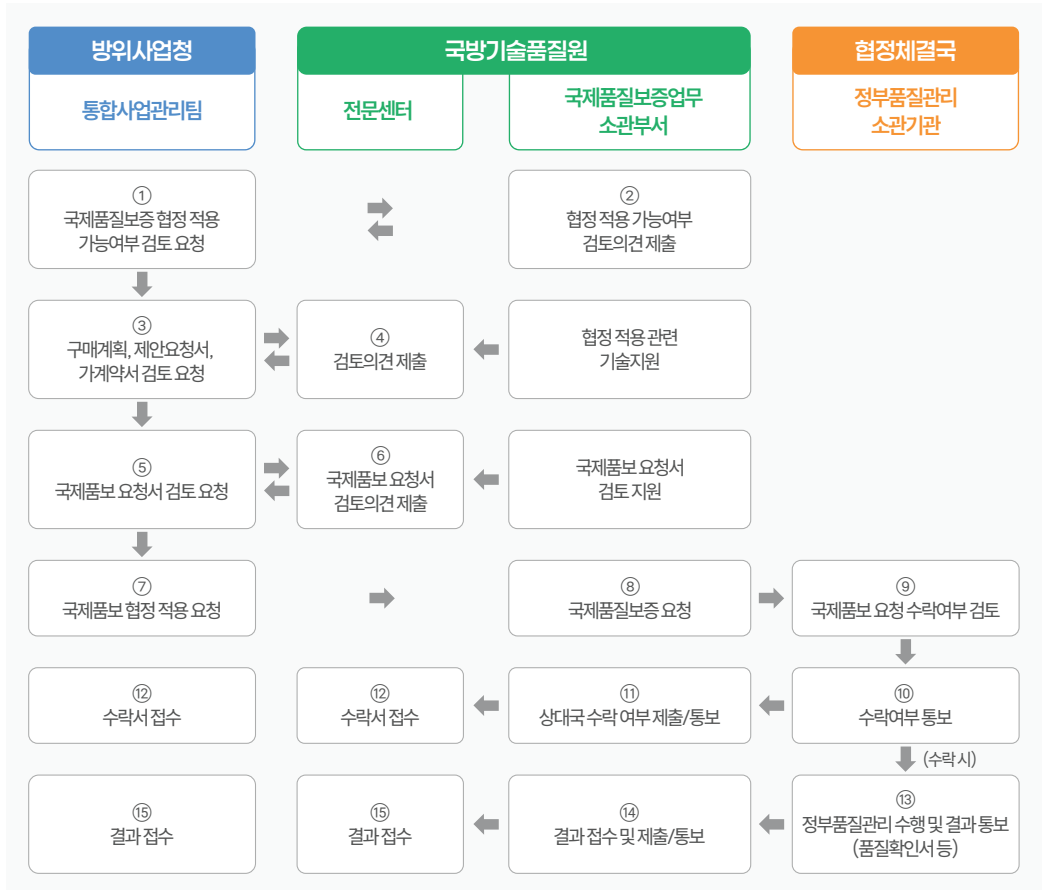 방위사업청
국방기술품질원
협정체결국
통합사업관리팀
전문센터
국제품질보증업무
소관부서
정부품질관리
소관기관
①
국제품질보증 협정 적용
가능여부 검토 요청
②
협정 적용 가능여부
검토의견 제출
③
구매계획, 제안요청서,
가계약서 검토 요청
④
검토의견 제출
협정 적용 관련
기술지원
⑤
국제품보 요청서 검토 요청
⑥
국제품보 요청서
검토의견 제출
국제품보 요청서
검토 지원
⑦
국제품보 협정 적용 요청
⑧
국제품질보증 요청
⑨
국제품보 요청 수락여부 검토
⑫
수락서 접수
⑫
수락서 접수
⑪
상대국 수락 여부 제출/통보
⑩
수락여부 통보
(수락 시)
⑮
결과 접수
⑮
결과 접수
⑭
결과 접수 및 제출/통보
⑬
정부품질관리 수행 및 결과 통보
(품질확인서 등)